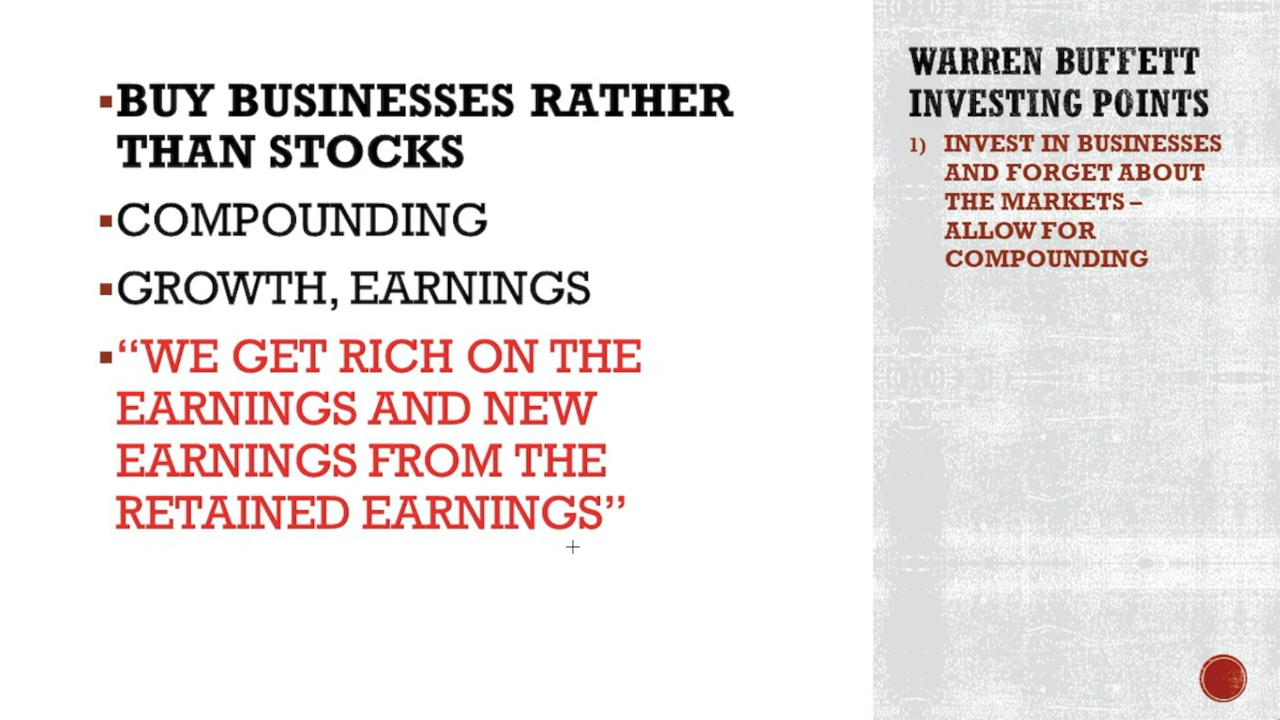 ▪BUY BUSINESSES RATHER
THAN STOCKS
▪COMPOUNDING
▪GROWTH, EARNINGS
▪“WE GET RICH ON THE
EARNINGS AND NEW
EARNINGS FROM THE
RETAINED EARNINGS”
WARREN BUFFETT
INVESTING POINTS
1) INVEST IN BUSINESSES
AND FORGET ABOUT
THE MARKETS –
ALLOW FOR
COMPOUNDING